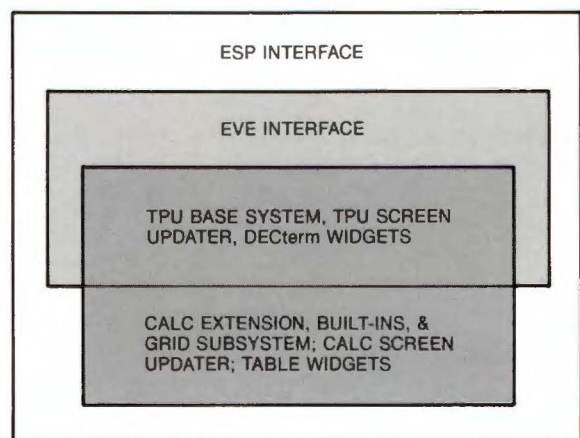 ESP INTERFACE
EVE INTERFACE
TPU BASE SYSTEM, TPU SCREEN
UPDATER, DECterm WIDGETS
CALC EXTENSION, BUILT-INS, &
GRID SUBSYSTEM; CALC SCREEN
UPDATER; TABLE WIDGETS